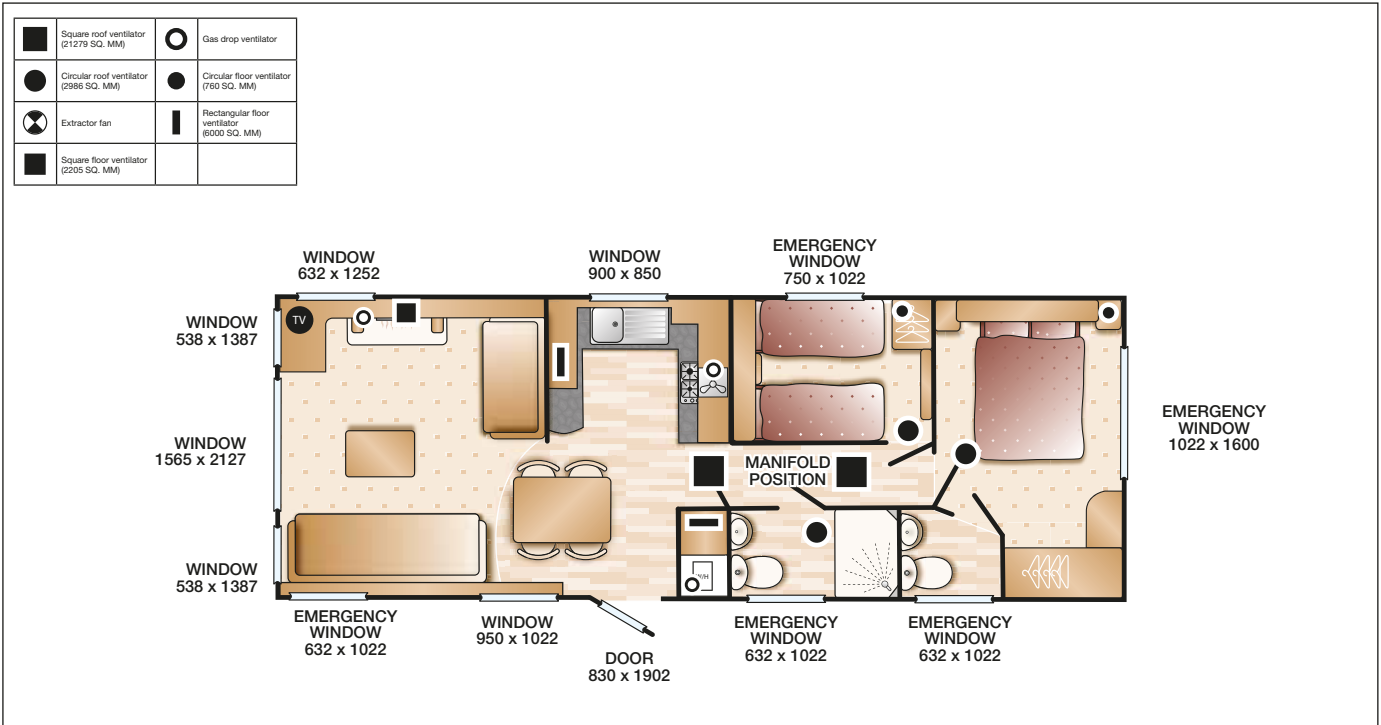 Square roof ventilator
(21279 SQ. MM)
Gas drop ventilator
Circular roof ventilator
(2986 SQ. MM)
Circular floor ventilator
(760 SQ. MM)
Extractor fan
Rectangular floor
ventilator
(6000 SQ. MM)
Square floor ventilator
(2205 SQ. MM)
WINDOW
632 x 1252
WINDOW
900 x 850
EMERGENCY
WINDOW
750 x 1022
WINDOW
538 x 1387
TV
WINDOW
1565 x 2127
EMERGENCY
WINDOW
1022 x 1600
MANIFOLD
POSITION
WINDOW
538 x 1387
EMERGENCY
WINDOW
632 x 1022
WINDOW
950 x 1022
DOOR
830 x 1902
EMERGENCY
WINDOW
632 x 1022
EMERGENCY
WINDOW
632 x 1022